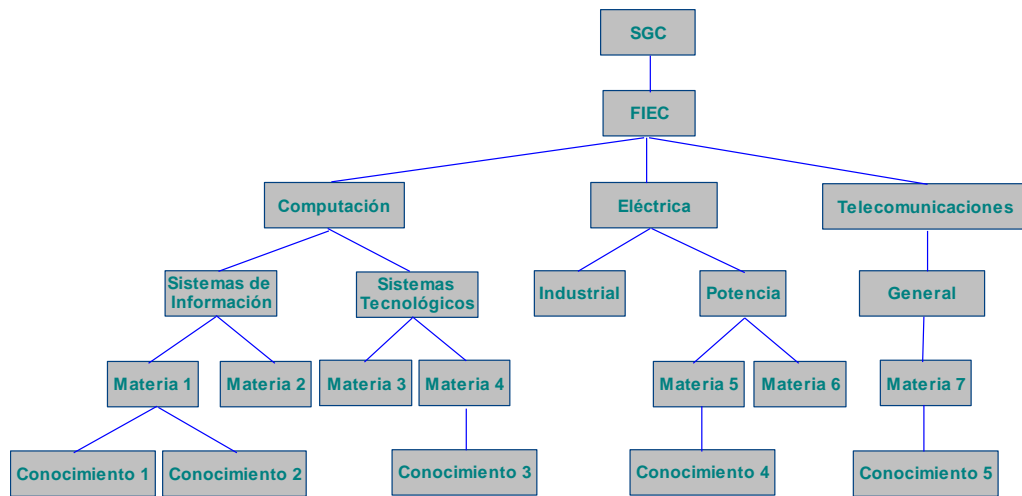 SGC
FIEC
Computación
Eléctrica
Telecomunicaciones
Sistemas de
Información
Sistemas
Tecnológicos
Industrial
Potencia
General
Materia 1
Materia 2
Materia 3
Materia 4
Materia 5
Materia 6
Materia 7
Conocimiento 1
Conocimiento 2
Conocimiento 3
Conocimiento 4
Conocimiento 5